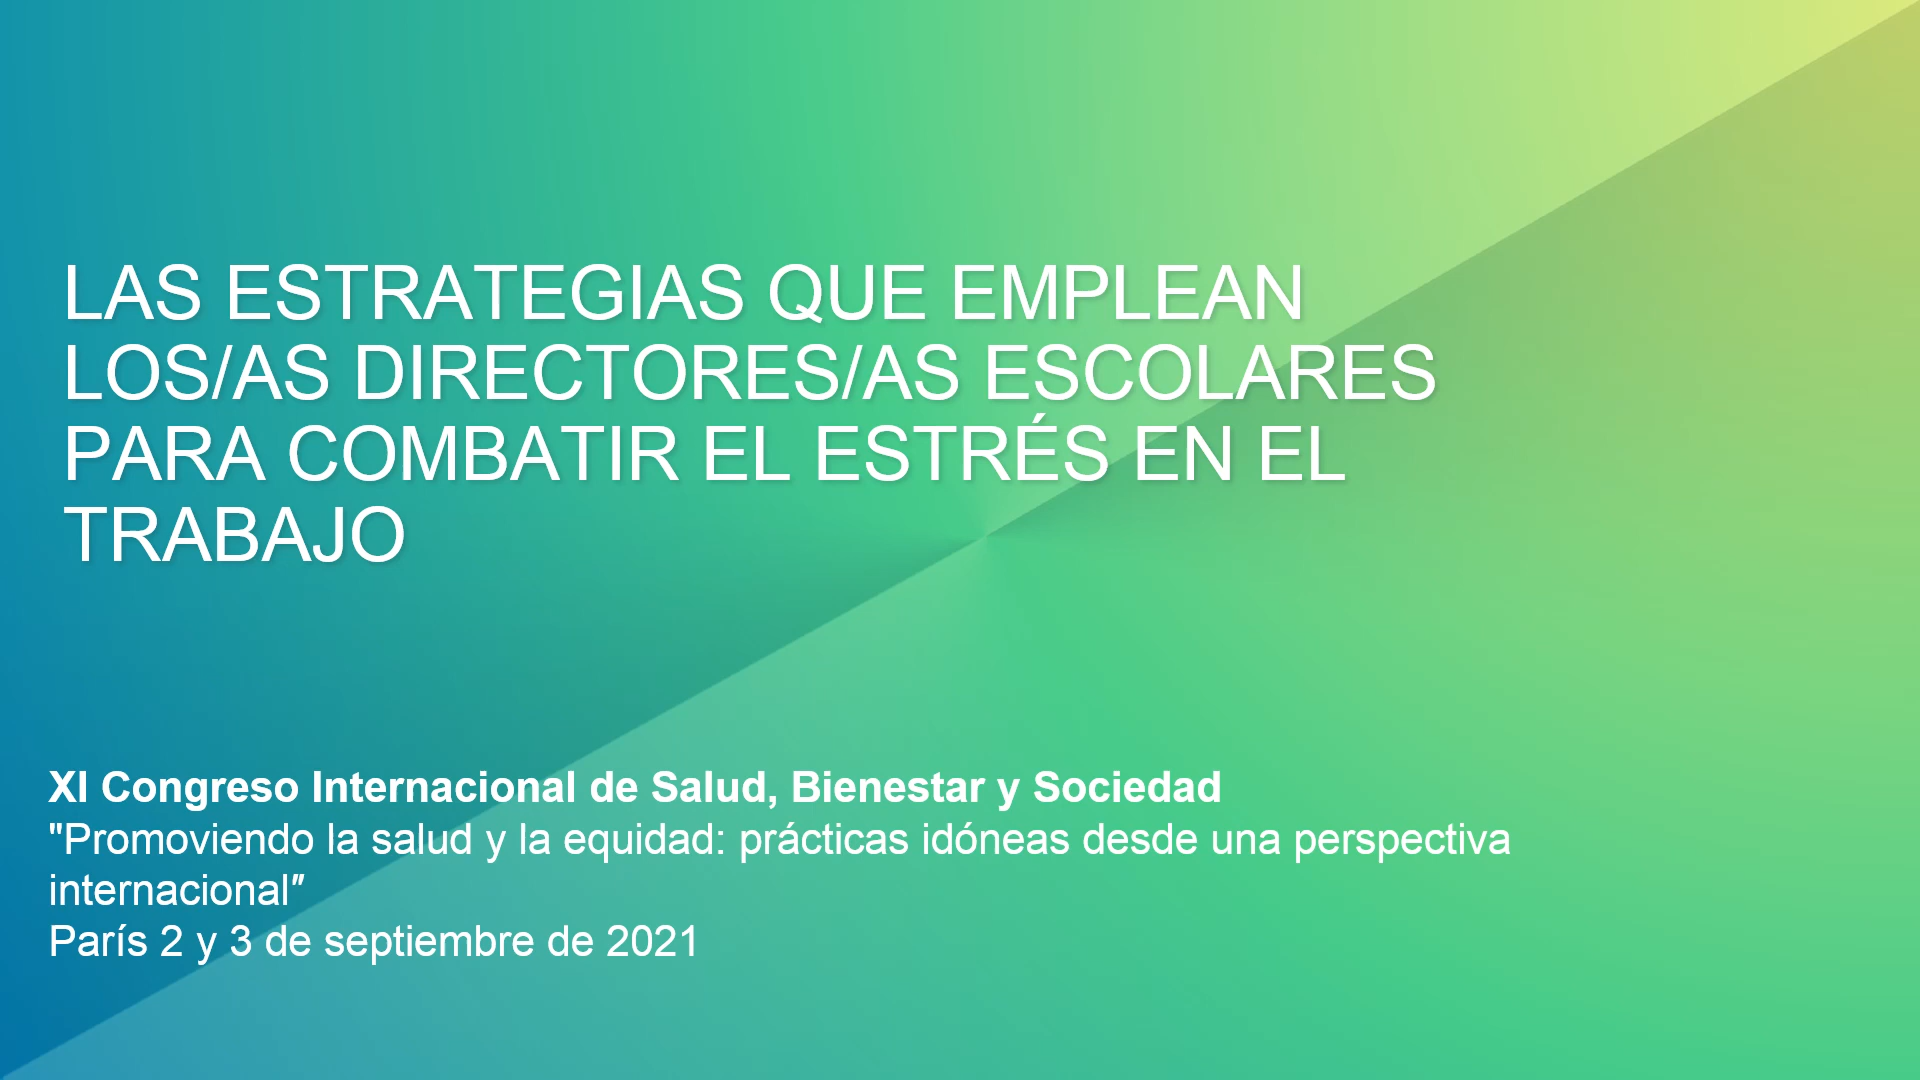 LAS ESTRATEGIAS QUE EMPLEAN
LOS/AS DIRECTORES/AS ESCOLARES
PARA COMBATIR EL ESTRÉS EN EL
TRABAJO
XI Congreso Internacional de Salud, Bienestar y Sociedad
"Promoviendo la salud y la equidad: prácticas idóneas desde una perspectiva
internacional″
París 2 y 3 de septiembre de 2021